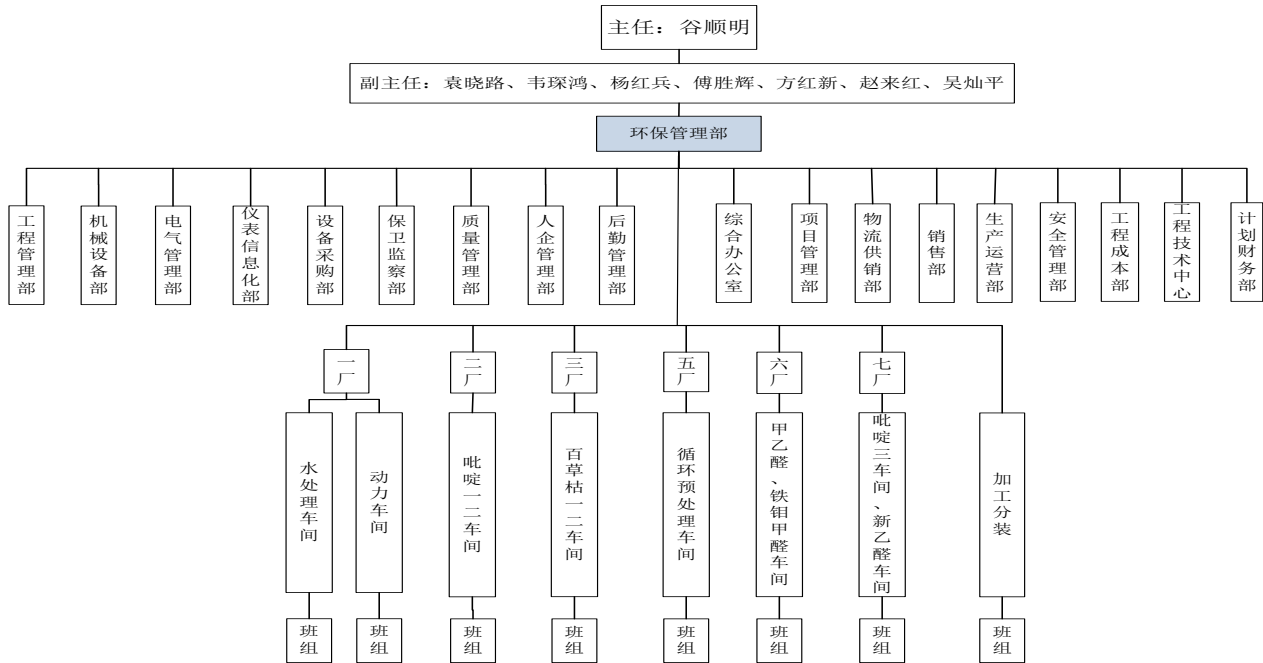 主任：谷顺明
副主任：袁晓路、韦琛鸿、杨红兵、傅胜辉、方红新、赵来红、吴灿平
环保管理部
工程管理部
机械设备部
电气管理部
仪表信息化部
设备采购部
保卫监察部
质量管理部
人企管理部
后勤管理部
综合办公室
项目管理部
物流供销部
销售部
生产运营部
安全管理部
工程成本部
工程技术中心
计划财务部
一厂
二厂
三厂
五厂
六厂
七厂
水处理车间
动力车间
吡啶一二车间
百草枯一二车间
循环预处理车间
甲乙醛、铁钼甲醛车间
吡啶三车间、新乙醛车间
加工分装
班组
班组
班组
班组
班组
班组
班组
班组